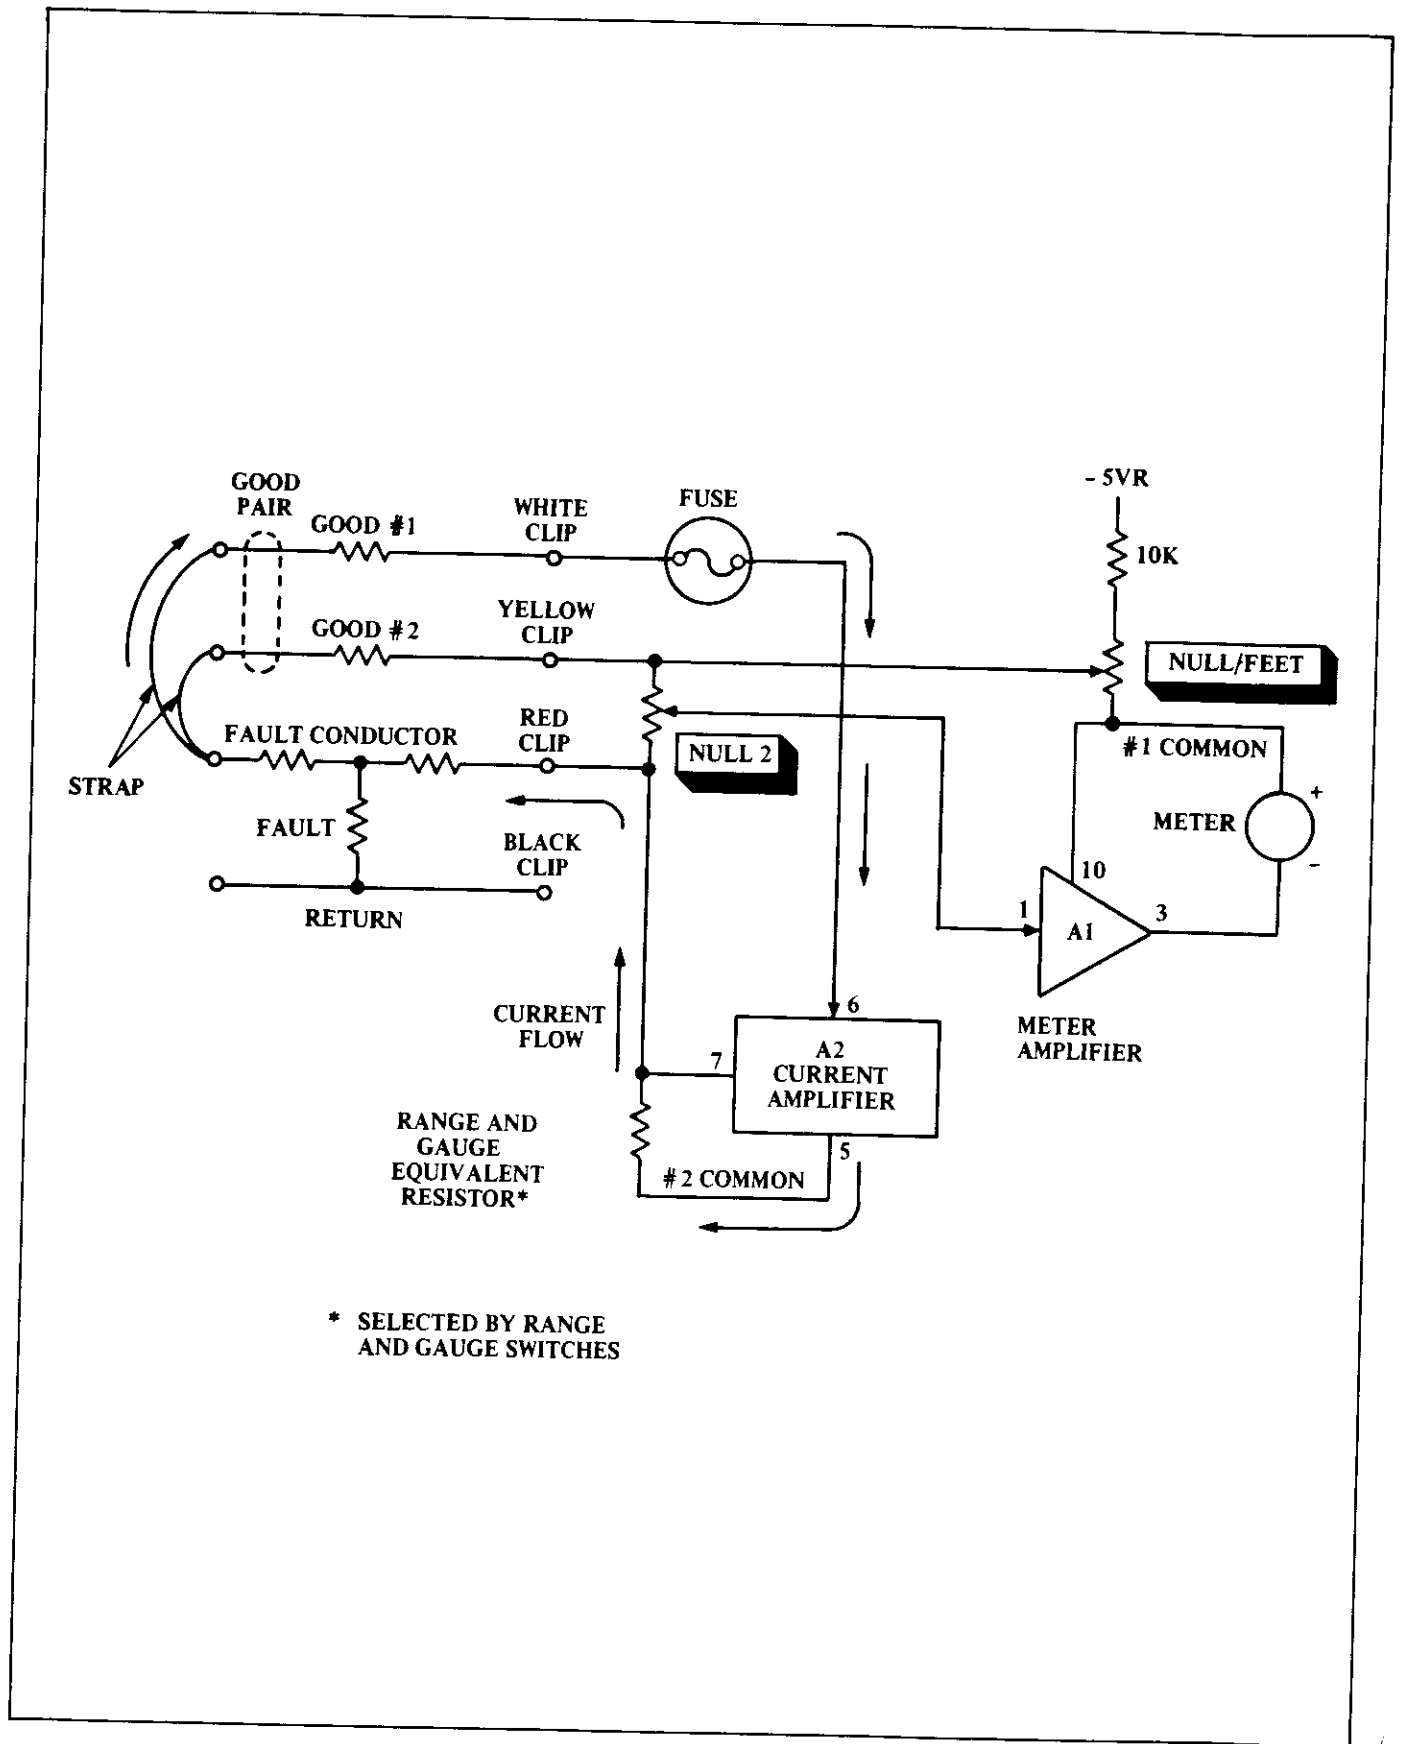 GOOD
PAIR
GOOD #1
WHITE
CLIP
FUSE
- 5VR
10K
GOOD #2
YELLOW
CLIP
NULL/FEET
FAULT CONDUCTOR
RED
CLIP
NULL 2
#1 COMMON
STRAP
METER
+
-
FAULT
BLACK
CLIP
10
1
A1
3
RETURN
CURRENT
FLOW
6
METER
AMPLIFIER
7
A2
CURRENT
AMPLIFIER
5
RANGE AND
GAUGE
EQUIVALENT
RESISTOR*
#2 COMMON
* SELECTED BY RANGE
AND GAUGE SWITCHES